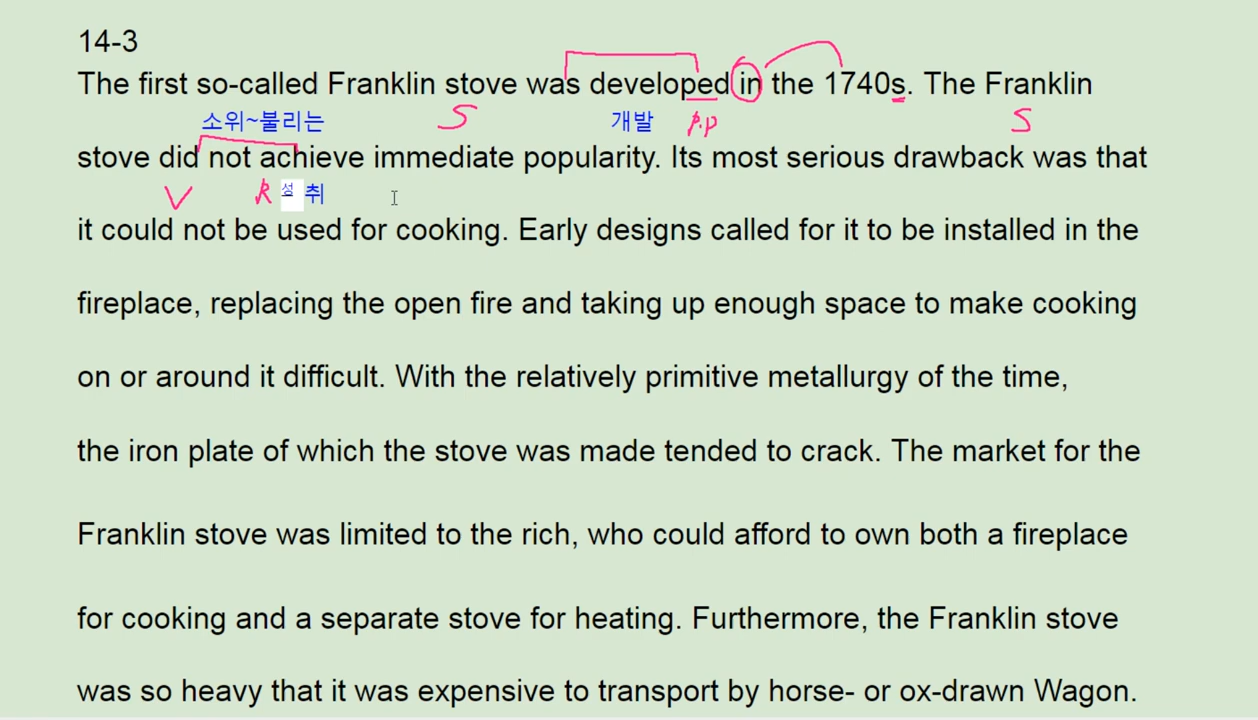 14-3
The first so-called Franklin stove was developed in the 1740s. The Franklin
소위~불리는 S 개발 p.p S
stove did not achieve immediate popularity. Its most serious drawback was that
V R 성취
it could not be used for cooking. Early designs called for it to be installed in the
fireplace, replacing the open fire and taking up enough space to make cooking
on or around it difficult. With the relatively primitive metallurgy of the time,
the iron plate of which the stove was made tended to crack. The market for the
Franklin stove was limited to the rich, who could afford to own both a fireplace
for cooking and a separate stove for heating. Furthermore, the Franklin stove
was so heavy that it was expensive to transport by horse- or ox-drawn Wagon.